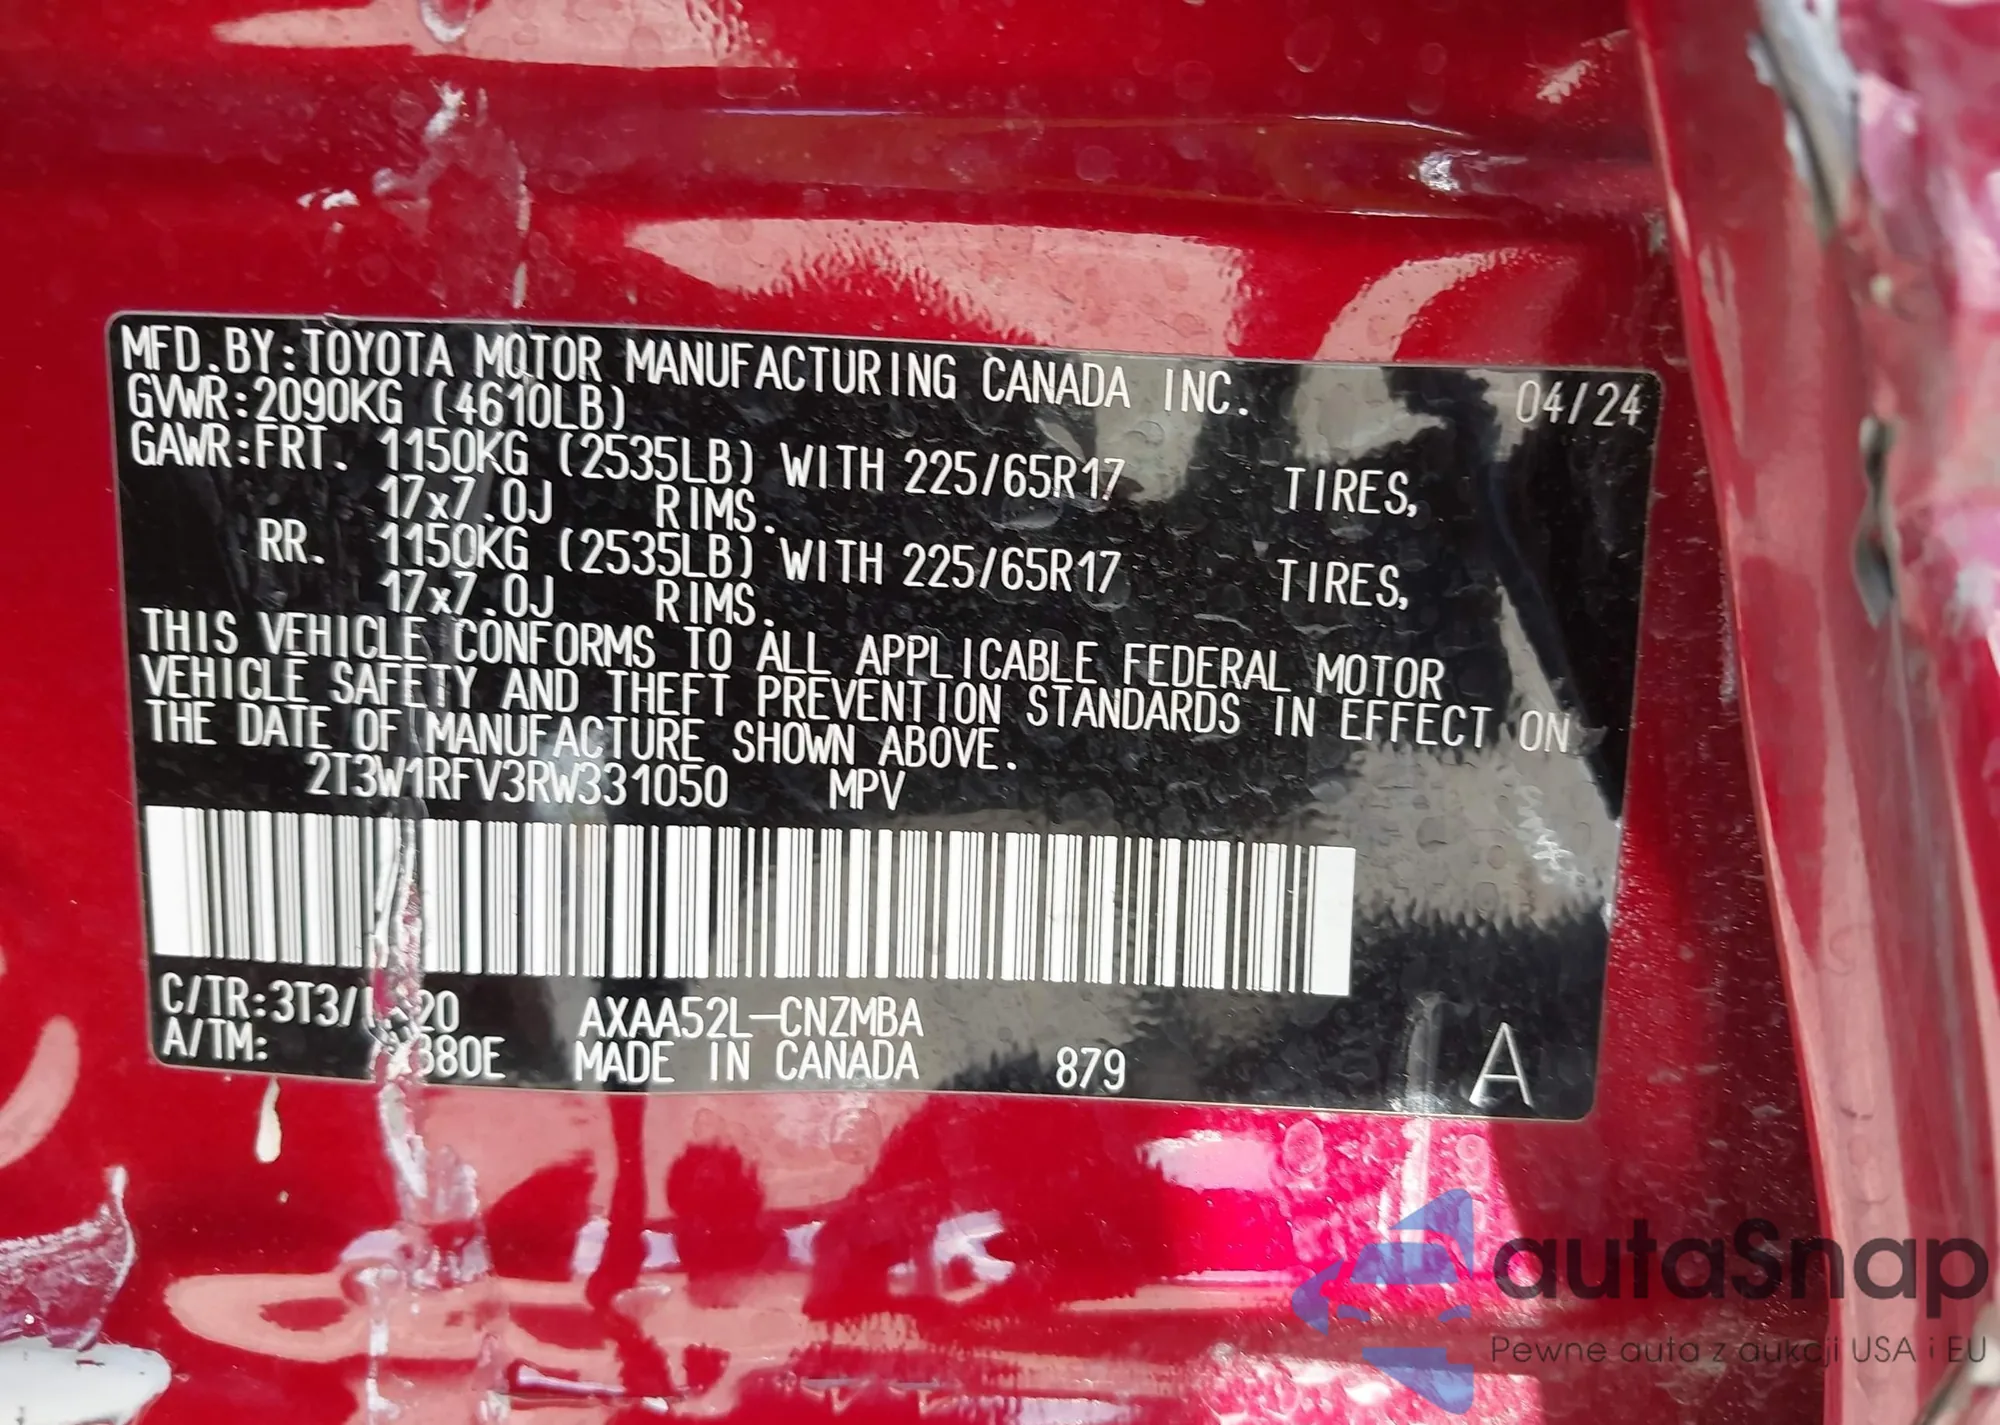 MFD.BY:TOYOTA MOTOR MANUFACTURING CANADA INC. 04/24
GVWR:2090KG (4610LB)
GAWR:FRT. 1150KG (2535LB) WITH 225/65R17 TIRES,
17x7.0J RIMS.
RR. 1150KG (2535LB) WITH 225/65R17 TIRES,
17x7.0J RIMS.
THIS VEHICLE CONFORMS TO ALL APPLICABLE FEDERAL MOTOR
VEHICLE SAFETY AND THEFT PREVENTION STANDARDS IN EFFECT ON
THE DATE OF MANUFACTURE SHOWN ABOVE.
2T3W1RFV3RW331050 MPV
C/TR:3T3/ 20 AXAA52L-CNZMBA
A/TM: MADE IN CANADA 879 A
autaSnap
Pewne auta z aukcji USA i EU